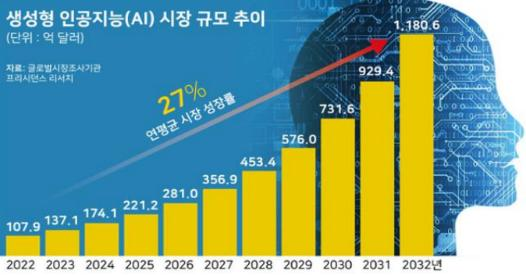 생성형 인공지능(AI) 시장 규모 추이
(단위 : 억 달러)
자료: 글로벌시장조사기관
프리시던스 리서치
27%
연평균 시장 성장률
107.9 137.1 174.1 221.2 281.0 356.9 453.4 576.0 731.6 929.4 1,180.6
2022 2023 2024 2025 2026 2027 2028 2029 2030 2031 2032년